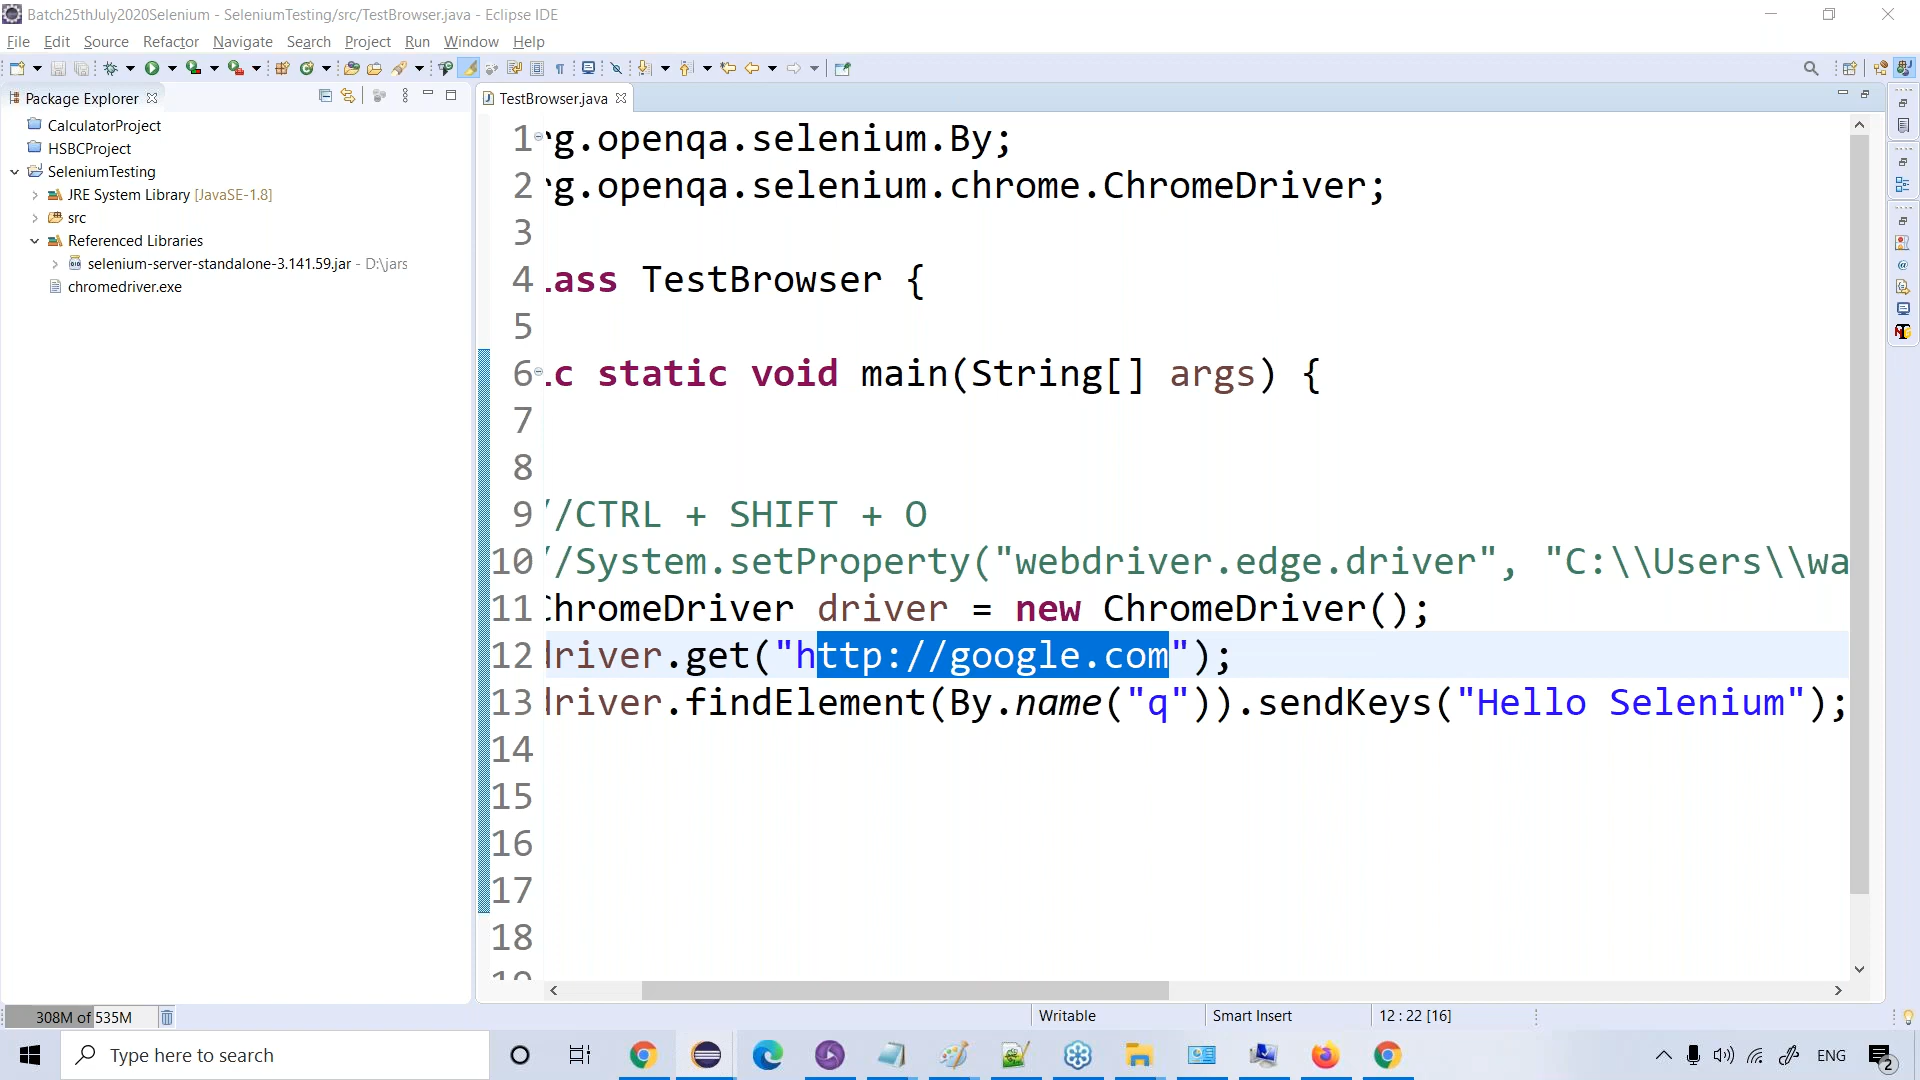 Batch25thJuly2020Selenium - SeleniumTesting/src/TestBrowser.java - Eclipse IDE
File Edit Source Refactor Navigate Search Project Run Window Help
Package Explorer
TestBrowser.java
CalculatorProject
HSBCProject
SeleniumTesting
JRE System Library [JavaSE-1.8]
src
Referenced Libraries
selenium-server-standalone-3.141.59.jar - D:\jars
chromedriver.exe
1 g.openqa.selenium.By;
2 g.openqa.selenium.chrome.ChromeDriver;
3
4 ass TestBrowser {
5
6 c static void main(String[] args) {
7
8
9 /CTRL + SHIFT + O
10 /System.setProperty("webdriver.edge.driver", "C:\\Users\\wa
11 ChromeDriver driver = new ChromeDriver();
12 driver.get("http://google.com");
13 driver.findElement(By.name("q")).sendKeys("Hello Selenium");
14
15
16
17
18
19
308M of 535M
Writable
Smart Insert
12 : 22 [16]
Type here to search
ENG
2